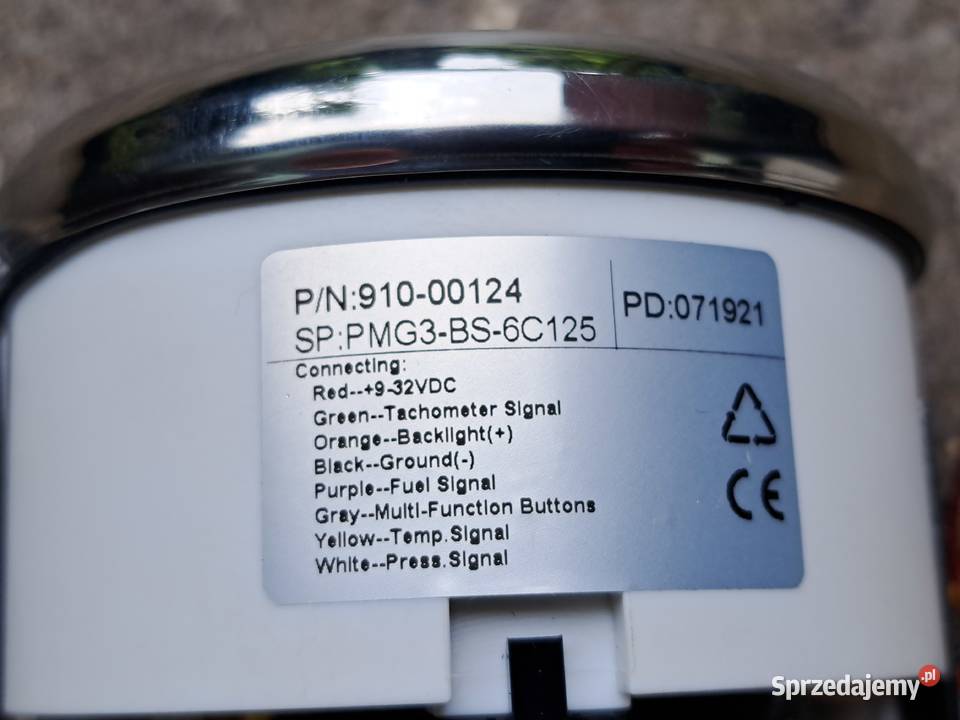 P/N:910-00124
SP:PMG3-BS-6C125
PD:071921
Connecting:
Red--+9-32VDC
Green--Tachometer Signal
Orange--Backlight(+)
Black--Ground(-)
Purple--Fuel Signal
Gray--Multi-Function Buttons
Yellow--Temp.Signal
White--Press.Signal
CE
Sprzedajemy.pl